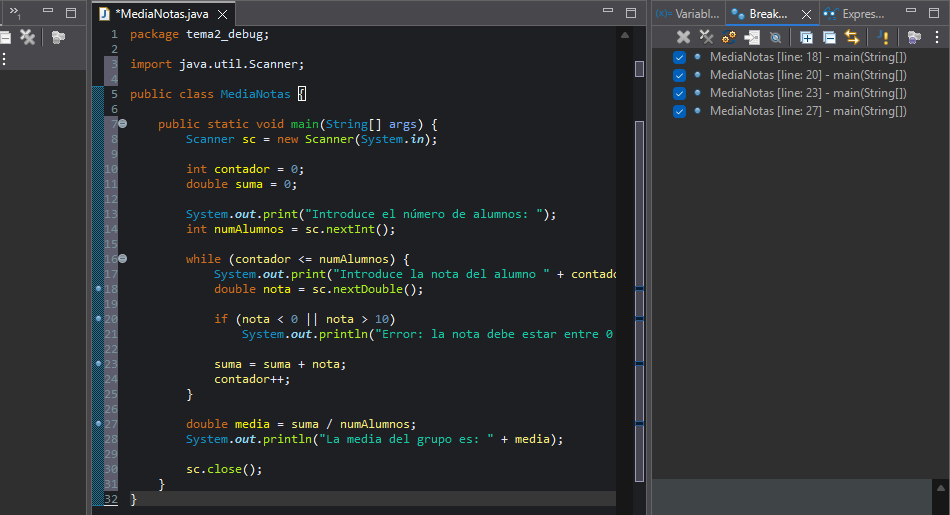 »1
*MediaNotas.java
1 package tema2_debug;
2
3 import java.util.Scanner;
4
5 public class MediaNotas {
6
7 public static void main(String[] args) {
8 Scanner sc = new Scanner(System.in);
9
10 int contador = 0;
11 double suma = 0;
12
13 System.out.print("Introduce el número de alumnos: ");
14 int numAlumnos = sc.nextInt();
15
16 while (contador <= numAlumnos) {
17 System.out.print("Introduce la nota del alumno " + contado
18 double nota = sc.nextDouble();
19
20 if (nota < 0 || nota > 10)
21 System.out.println("Error: la nota debe estar entre 0
22
23 suma = suma + nota;
24 contador++;
25 }
26
27 double media = suma / numAlumnos;
28 System.out.println("La media del grupo es: " + media);
29
30 sc.close();
31 }
32 }
(x)= Variabl...
Break...
Expres...
MediaNotas [line: 18] - main(String[])
MediaNotas [line: 20] - main(String[])
MediaNotas [line: 23] - main(String[])
MediaNotas [line: 27] - main(String[])